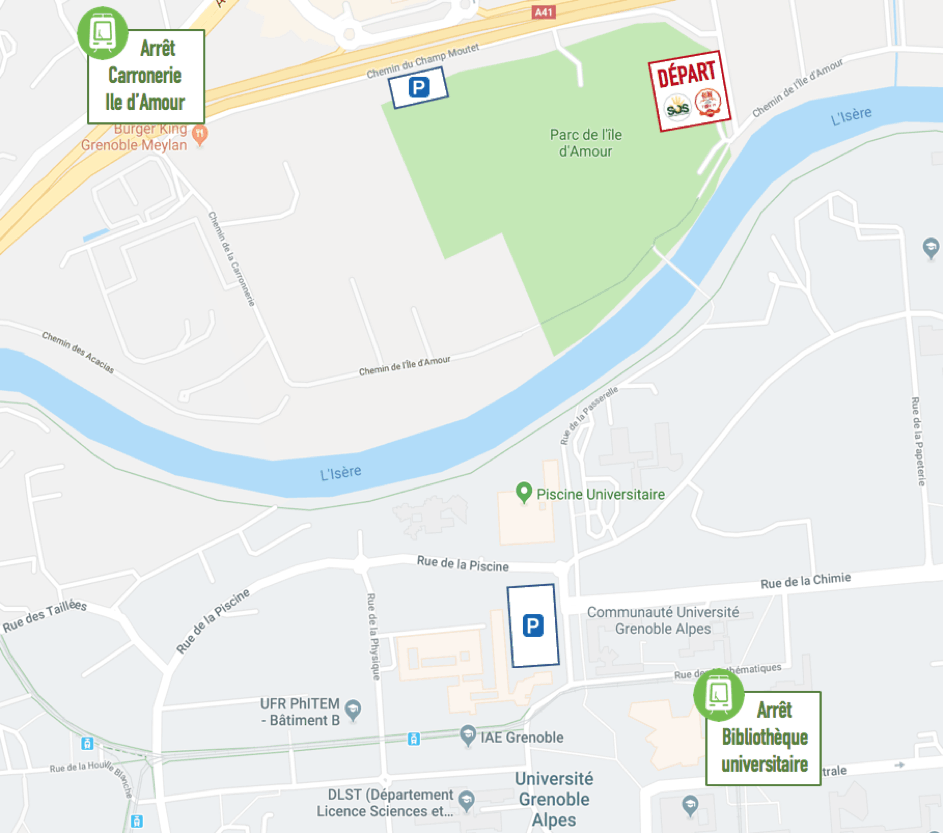 A41
Arrêt
Carronerie
Ile d'Amour
Chemin du Champ Moutet
P
DÉPART
SOS
Chemin de l'Île d'Amour
L'Isère
Burger King
Grenoble Meylan
Parc de l'île
d'Amour
Chemin de la Carronnerie
Chemin des Acacias
Chemin de l'Île d'Amour
Rue de la Passerelle
Rue de la Papeterie
L'Isère
Piscine Universitaire
Rue de la Piscine
Rue de la Chimie
Rue des Taillées
Rue de la Piscine
Rue de la Physique
P
Communauté Université
Grenoble Alpes
UFR PhITEM
- Bâtiment B
IAE Grenoble
Arrêt
Bibliothèque
universitaire
Rue de la Houille Blanche
Université
Grenoble
Alpes
DLST (Département
Licence Sciences et...